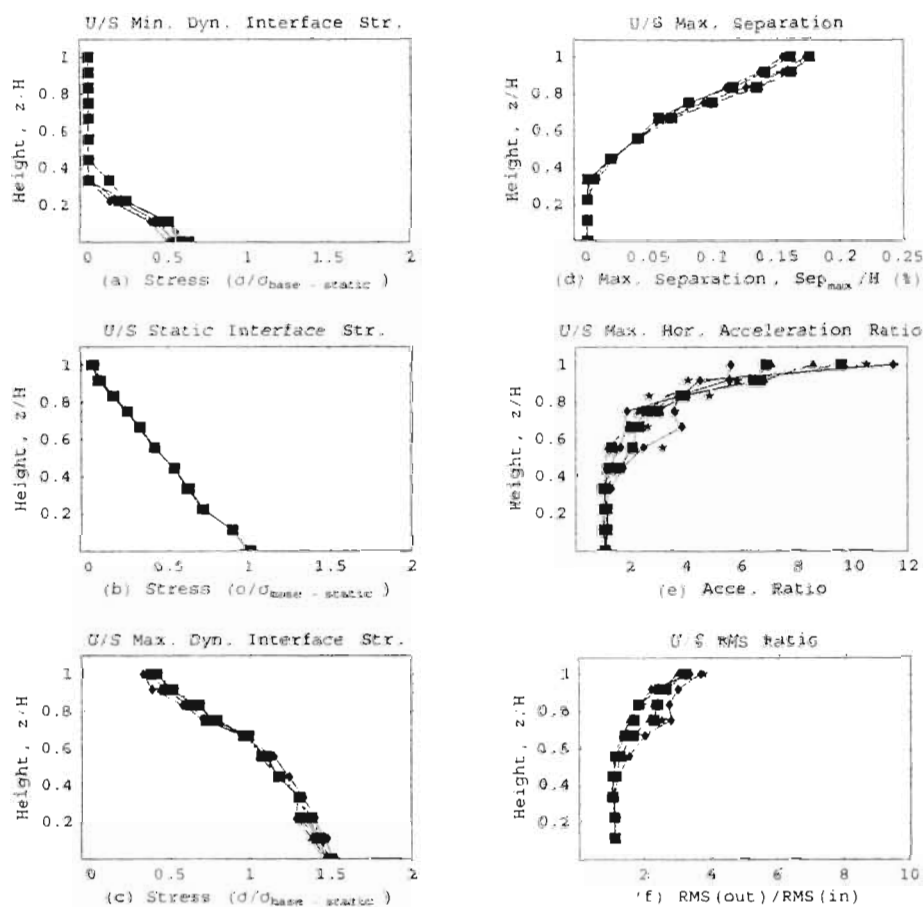 U/S Min. Dyn. Interface Str.
Height, z/H
1
0.8
0.6
0.4
0.2
0 0.5 1 1.5 2
(a) Stress (σ/σbase - static )
U/S Static Interface Str.
Height, z/H
1
0.8
0.6
0.4
0.2
0 0.5 1 1.5 2
(b) Stress (σ/σbase - static )
U/S Max. Dyn. Interface Str.
Height, z/H
1
0.8
0.6
0.4
0.2
0 0.5 1 1.5 2
(c) Stress (σ/σbase - static )
U/S Max. Separation
Height, z/H
1
0.8
0.6
0.4
0.2
0 0.05 0.1 0.15 0.2 0.25
(d) Max. Separation, Sepmax/H (%)
U/S Max. Hor. Acceleration Ratio
Height, z/H
1
0.8
0.6
0.4
0.2
2 4 6 8 10 12
(e) Acce. Ratio
U/S RMS Ratio
Height, z/H
1
0.8
0.6
0.4
0.2
2 4 6 8 10
(f) RMS(out)/RMS(in)